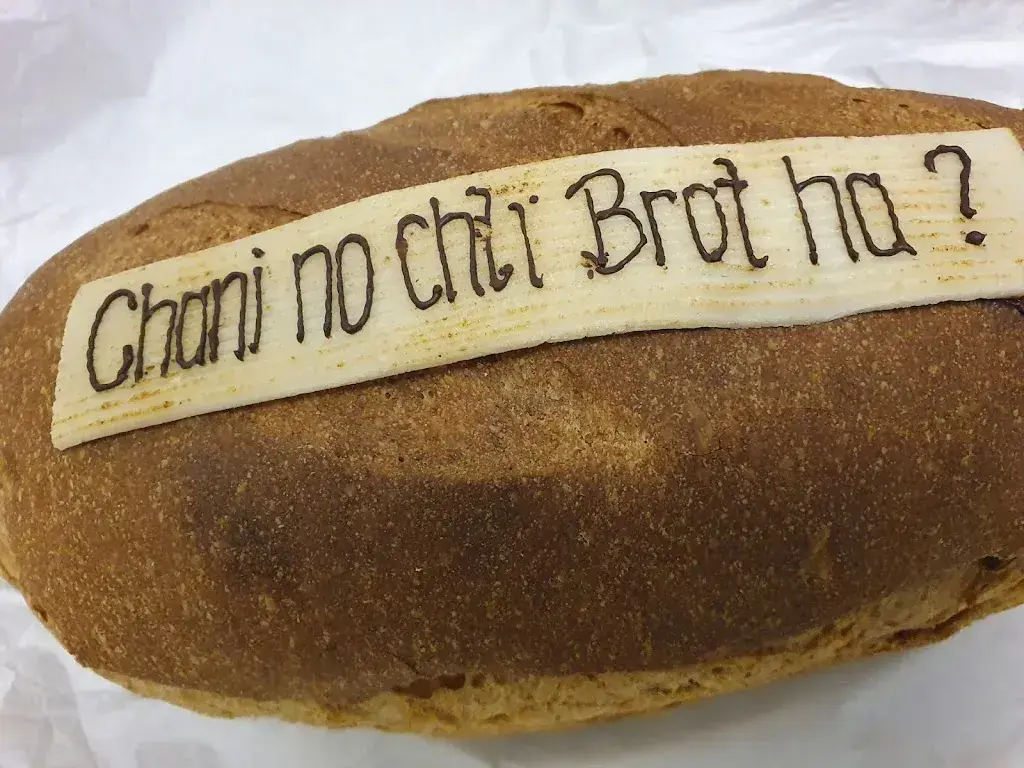 Chani no chli Brot ha ?